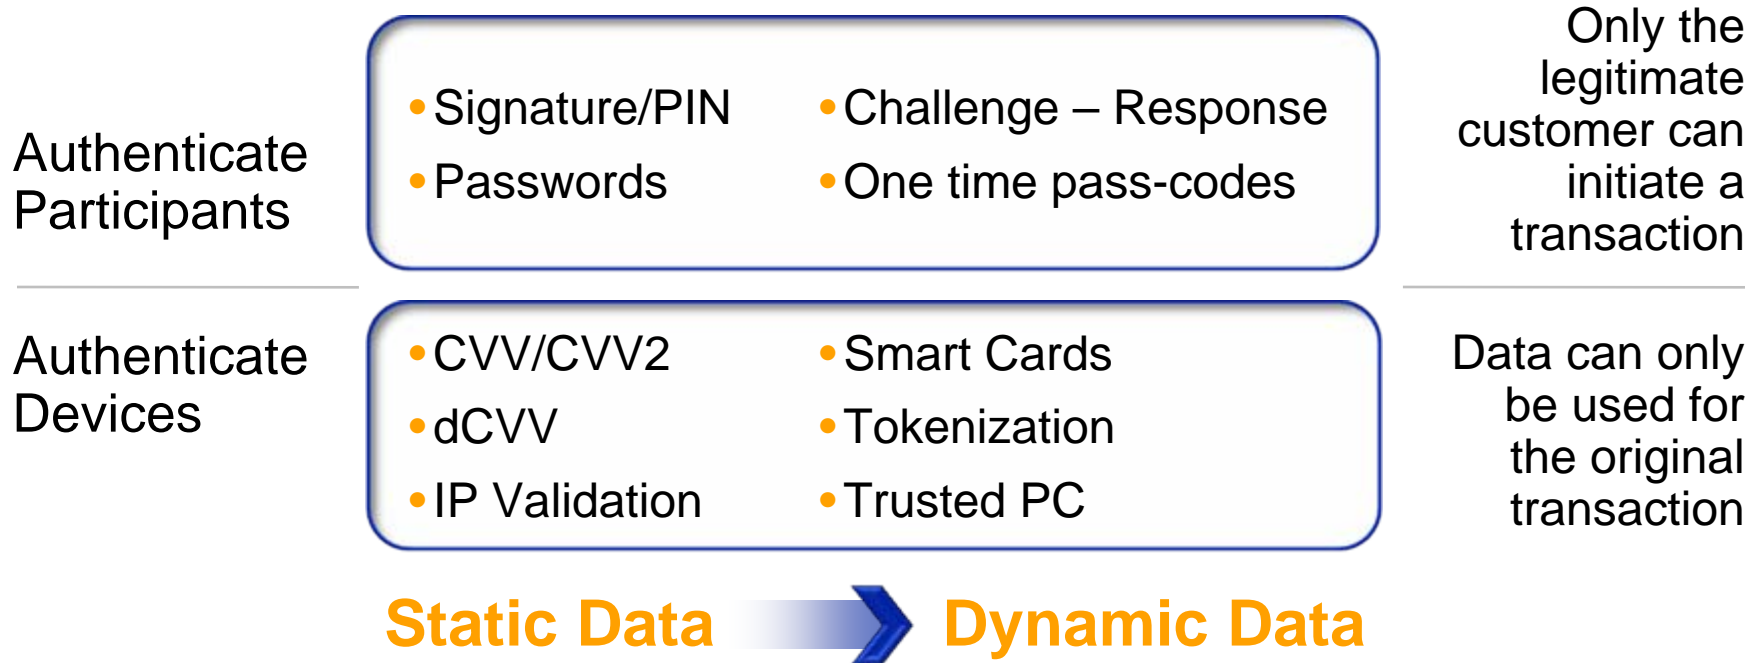 Authenticate
Participants
•Signature/PIN
•Passwords
•Challenge – Response
•One time pass-codes
Only the
legitimate
customer can
initiate a
transaction
Authenticate
Devices
•CVV/CVV2
•dCVV
•IP Validation
•Smart Cards
•Tokenization
•Trusted PC
Data can only
be used for
the original
transaction
Static Data
Dynamic Data